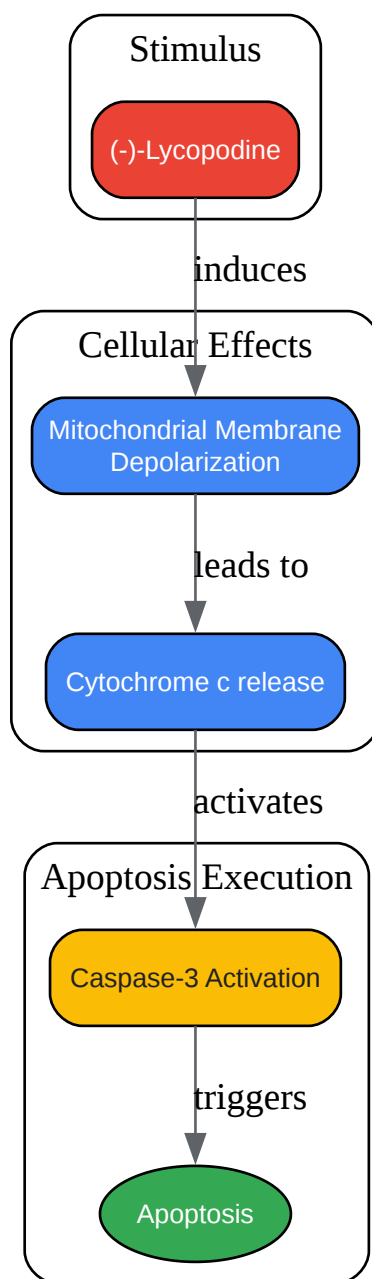 Stimulus
(-)-Lycopodine
induces
Cellular Effects
Mitochondrial Membrane
Depolarization
leads to
Cytochrome c release
activates
Apoptosis Execution
Caspase-3 Activation
triggers
Apoptosis